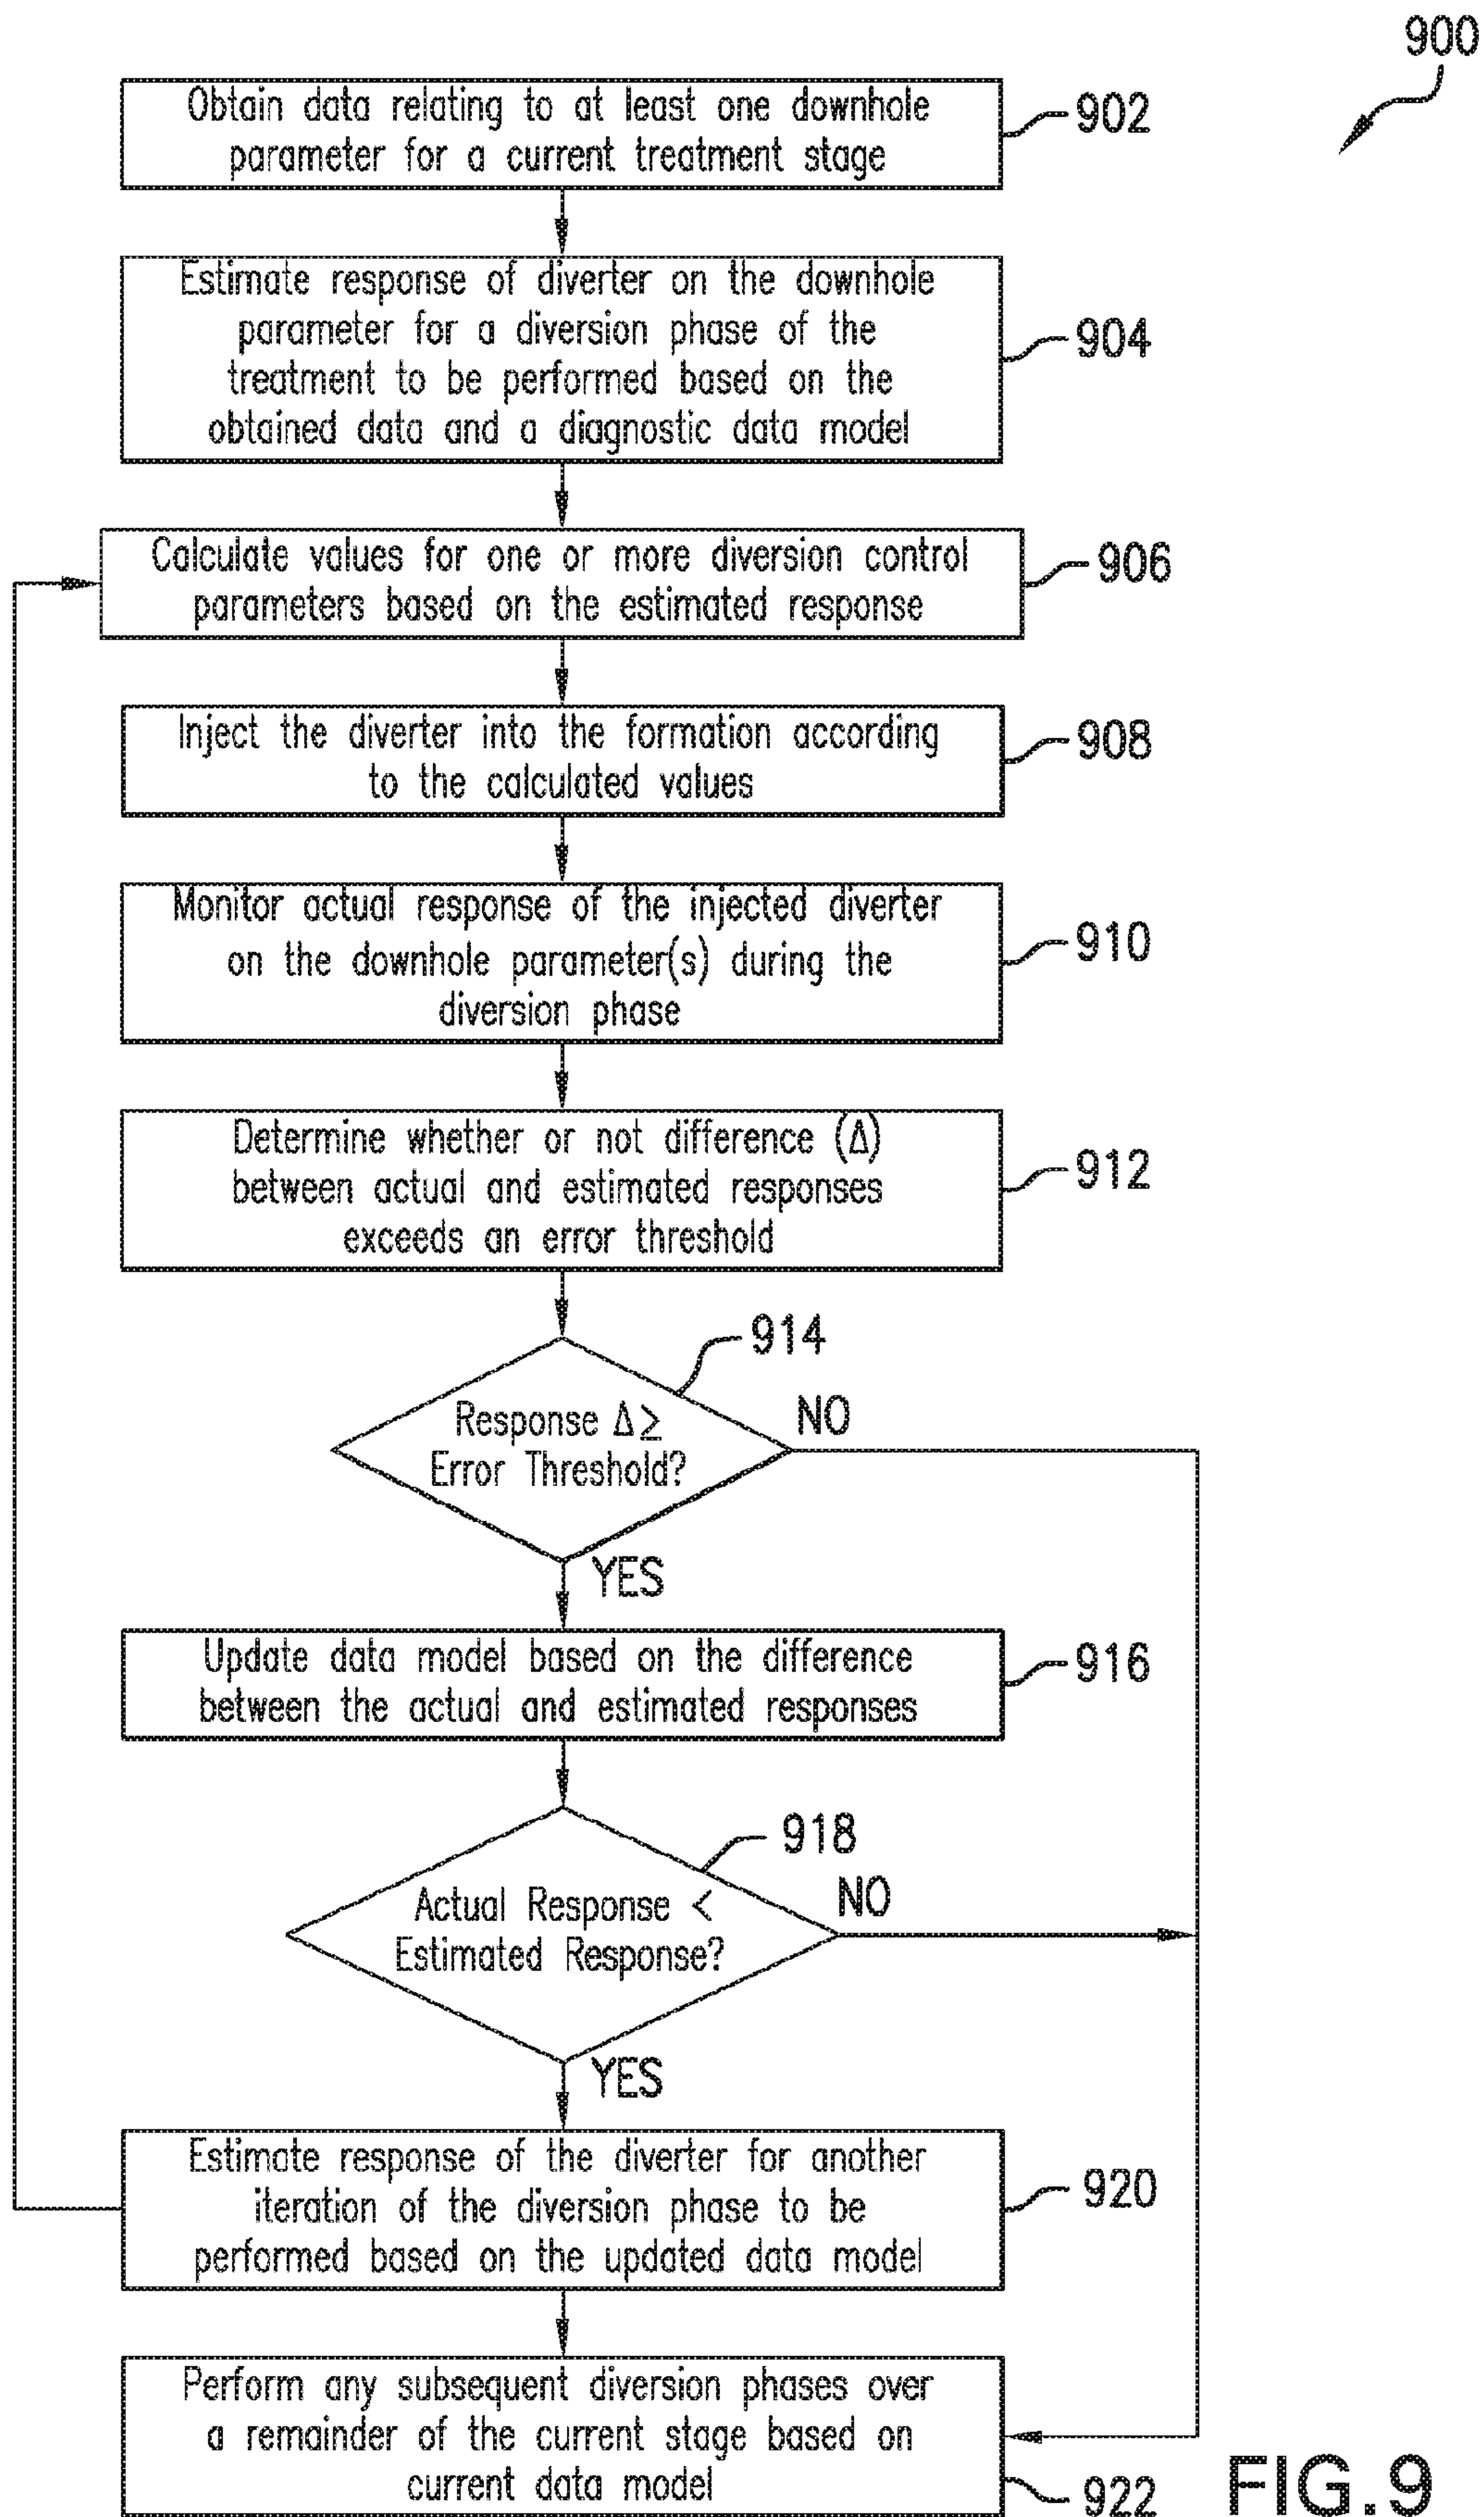 900
Obtain data relating to at least one downhole
parameter for a current treatment stage
902
Estimate response of diverter on the downhole
parameter for a diversion phase of the
treatment to be performed based on the
obtained data and a diagnostic data model
904
Calculate values for one or more diversion control
parameters based on the estimated response
906
Inject the diverter into the formation according
to the calculated values
908
Monitor actual response of the injected diverter
on the downhole parameter(s) during the
diversion phase
910
Determine whether or not difference (Δ)
between actual and estimated responses
exceeds an error threshold
912
914
Response Δ≥
Error Threshold?
NO
YES
Update data model based on the difference
between the actual and estimated responses
916
918
Actual Response <
Estimated Response?
NO
YES
Estimate response of the diverter for another
iteration of the diversion phase to be
performed based on the updated data model
920
Perform any subsequent diversion phases over
a remainder of the current stage based on
current data model
922
FIG.9